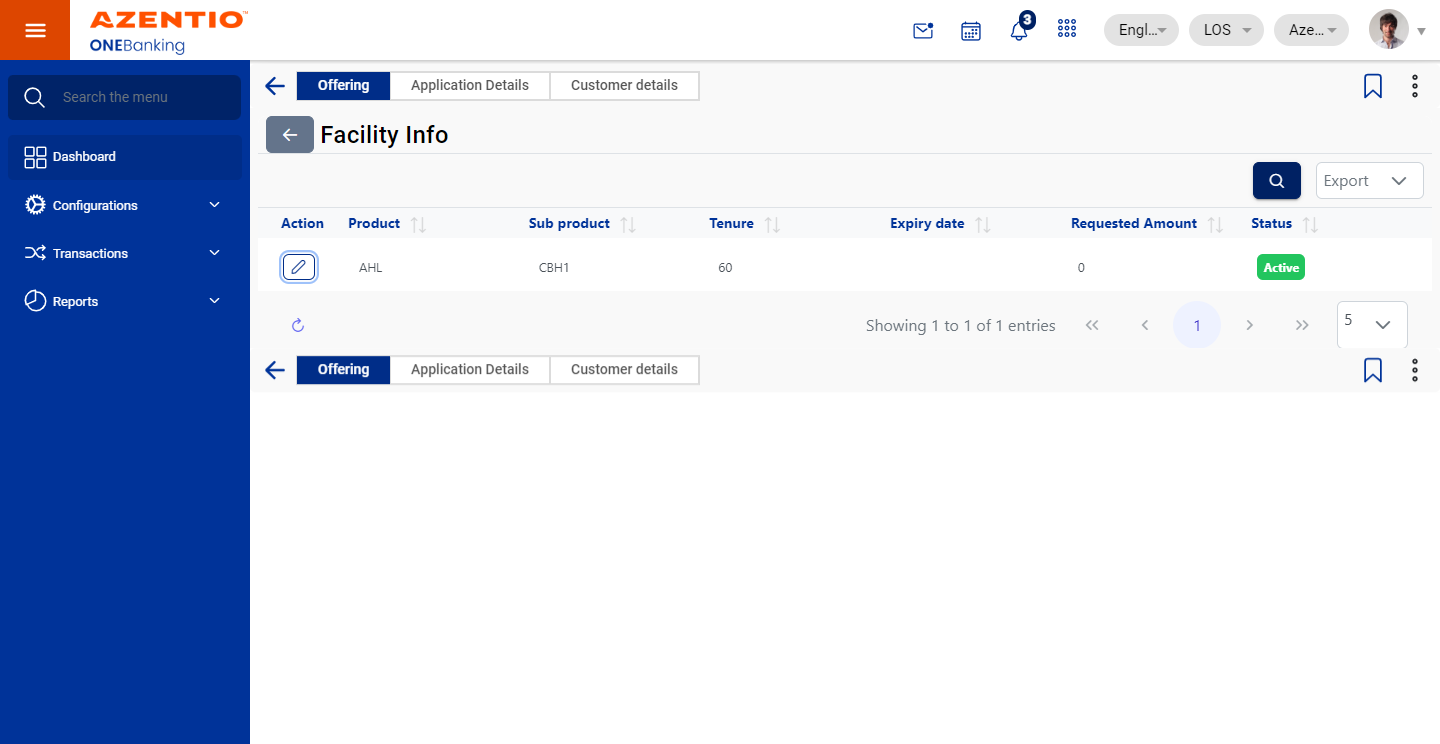 AZENTIO™
ONEBanking
3
Engl...
LOS
Aze...
Search the menu
Dashboard
Configurations
Transactions
Reports
Offering Application Details Customer details
Facility Info
Export
Action Product Sub product Tenure Expiry date Requested Amount Status
AHL CBH1 60 0 Active
Showing 1 to 1 of 1 entries 1 5
Offering Application Details Customer details